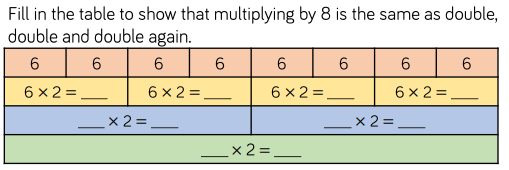 Fill in the table to show that multiplying by 8 is the same as double,
double and double again.
6 6 6 6 6 6 6 6
6 × 2 = ___ 6 × 2 = ___ 6 × 2 = ___ 6 × 2 = ___
___ × 2 = ___ ___ × 2 = ___
___ × 2 = ___